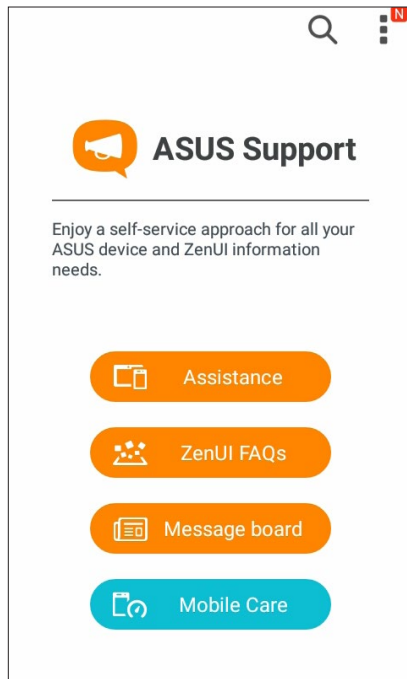 N
ASUS Support
Enjoy a self-service approach for all your
ASUS device and ZenUI information
needs.
Assistance
ZenUI FAQs
Message board
Mobile Care